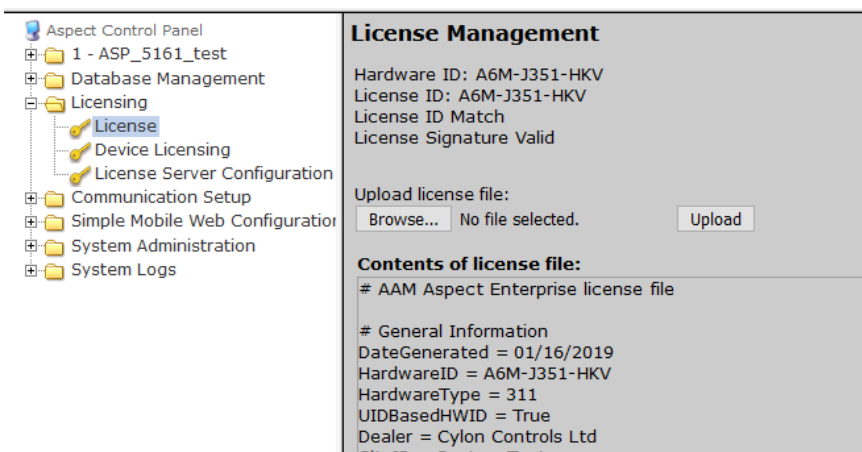 Aspect Control Panel
1 - ASP_5161_test
Database Management
Licensing
License
Device Licensing
License Server Configuration
Communication Setup
Simple Mobile Web Configuration
System Administration
System Logs
License Management
Hardware ID: A6M-J351-HKV
License ID: A6M-J351-HKV
License ID Match
License Signature Valid
Upload license file:
Browse... No file selected. Upload
Contents of license file:
# AAM Aspect Enterprise license file
# General Information
DateGenerated = 01/16/2019
HardwareID = A6M-J351-HKV
HardwareType = 311
UIDBasedHWID = True
Dealer = Cylon Controls Ltd